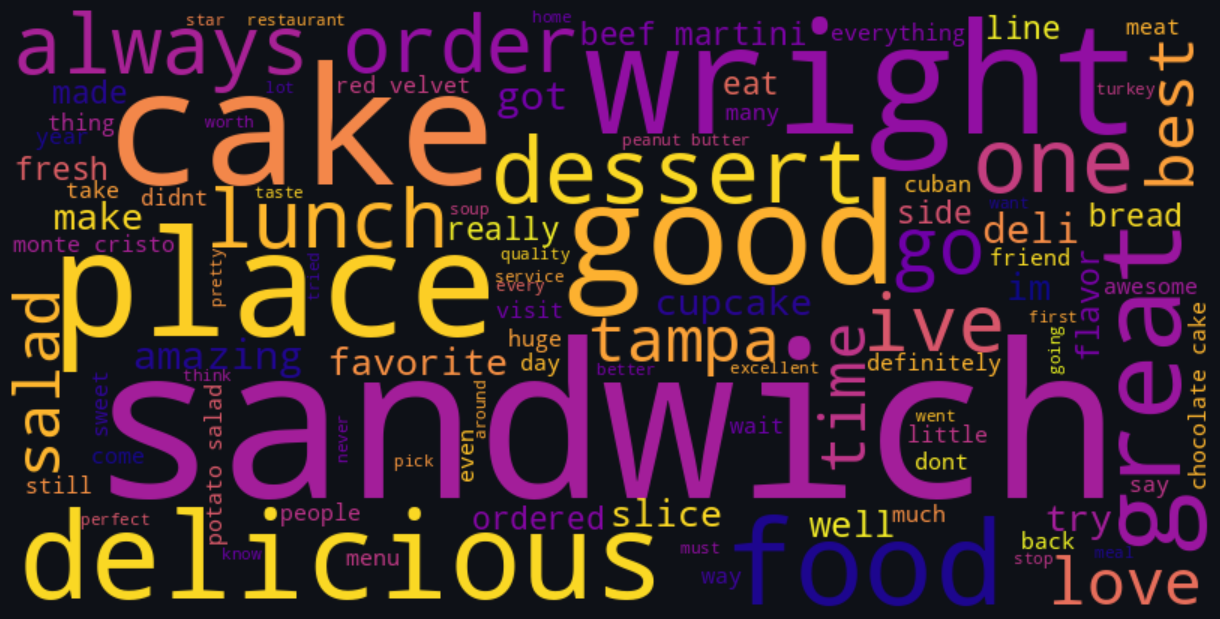 star restaurant home
always order beef martini everything line meat
wright
made lot red velvet got eat turkey best
cake many
thing worth
year peanut butter
fresh dessert one
take didnt taste cuban
make lunch soup really side want deli bread
monte cristo good go
place pretty tried quality friend
service every im flavor awesome
visit cupcake great
salad ive first chocolate cake
amazing favorite huge tampa time going
day better excellent definitely
sweet think
sandwich
potato salad never around wait went
come pick even little
still dont say
perfect people ordered slice well much try
delicious food back
know menu must stop meal
way love